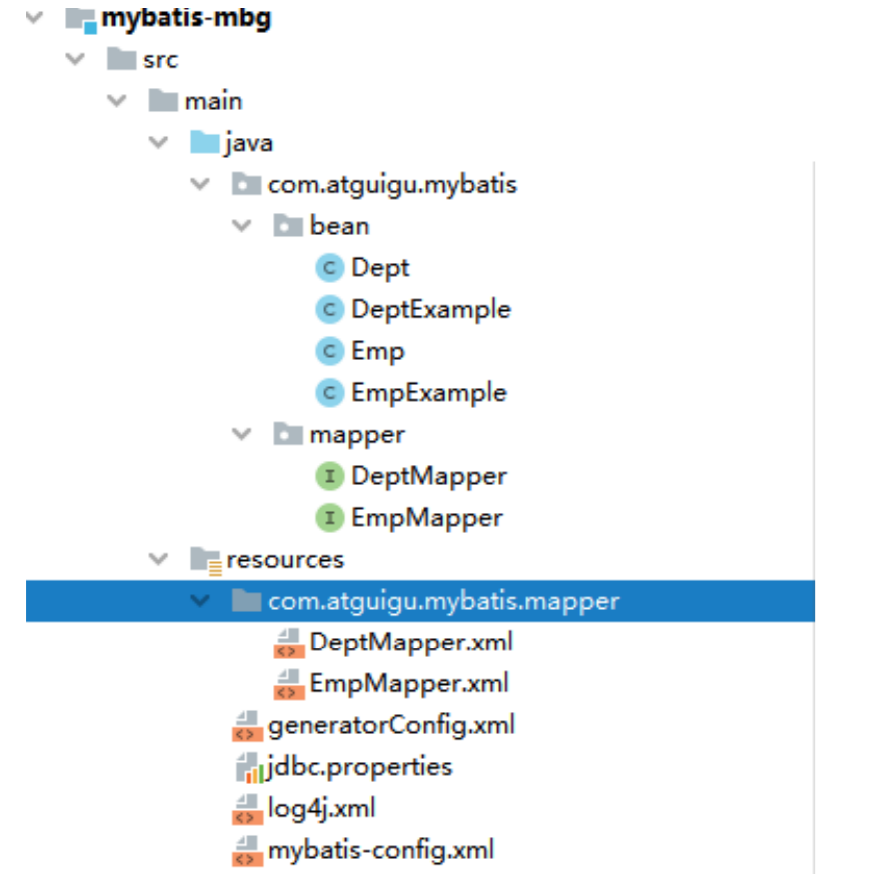 mybatis-mbg
src
main
java
com.atguigu.mybatis
bean
C Dept
C DeptExample
C Emp
C EmpExample
mapper
I DeptMapper
I EmpMapper
resources
com.atguigu.mybatis.mapper
DeptMapper.xml
EmpMapper.xml
generatorConfig.xml
jdbc.properties
log4j.xml
mybatis-config.xml